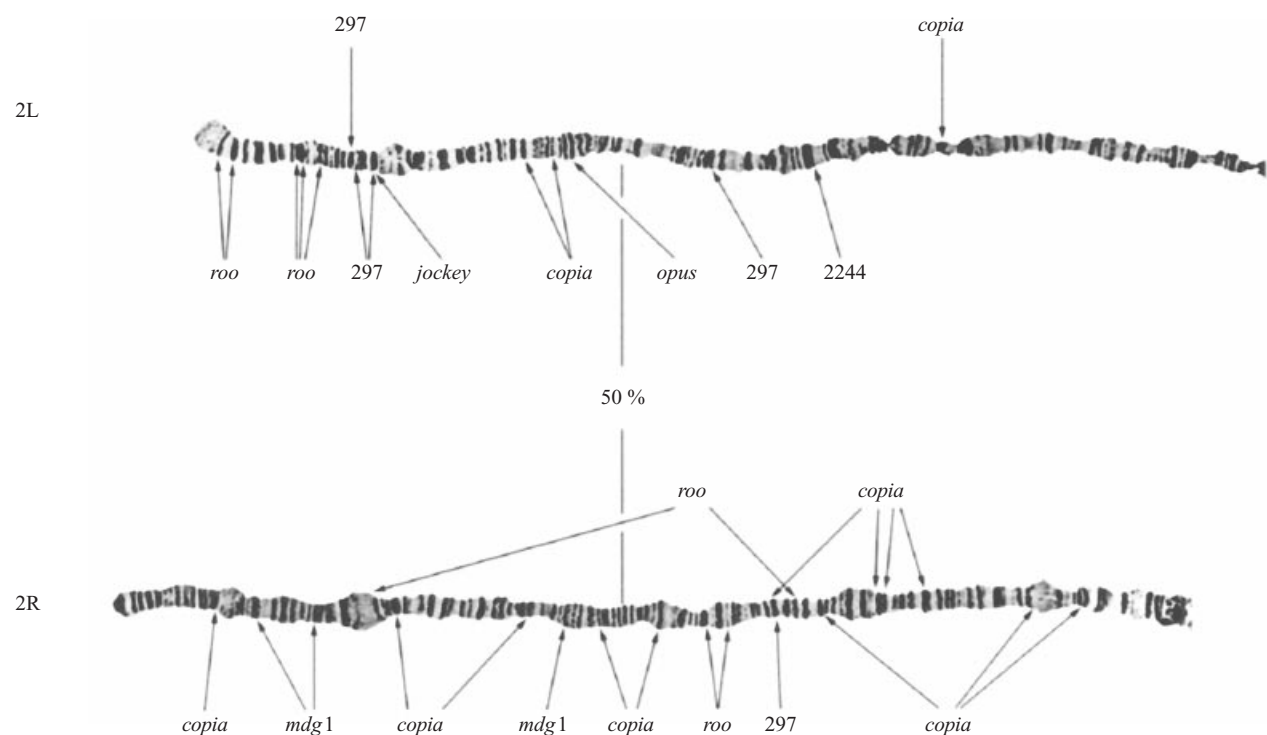 297 copia
2L
roo roo 297 jockey copia opus 297 2244
50 %
roo copia
2R
copia mdg1 copia mdg1 copia roo 297 copia